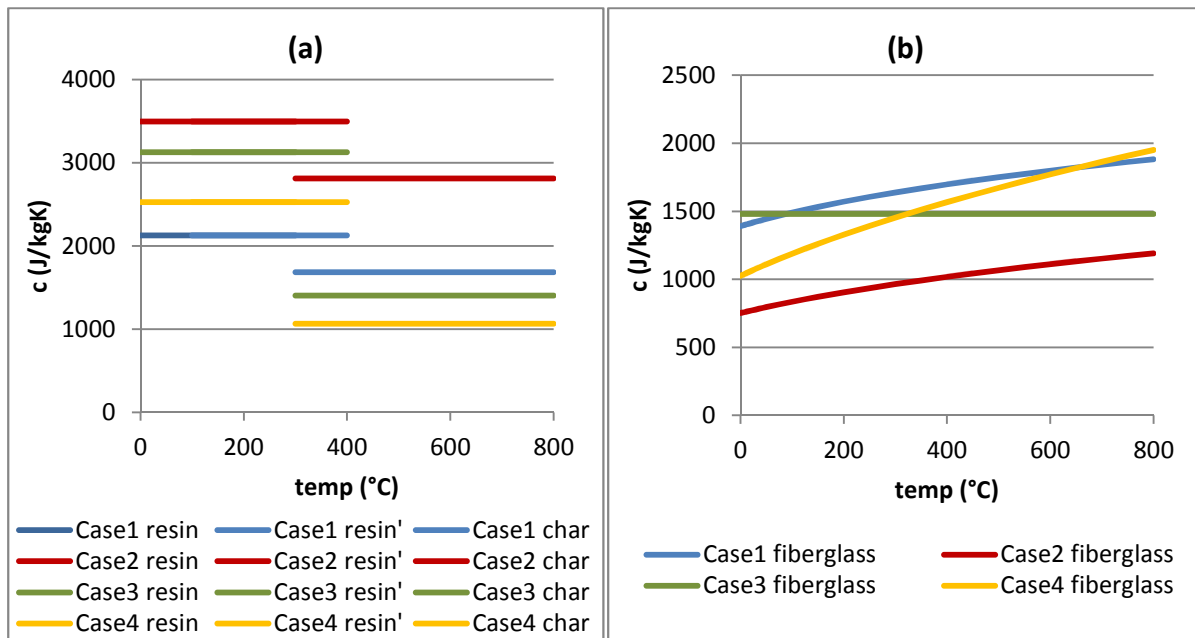 (a)
4000
3000
2000
1000
0
c (J/kgK)
0 200 400 600 800
temp (°C)
Case1 resin Case1 resin' Case1 char
Case2 resin Case2 resin' Case2 char
Case3 resin Case3 resin' Case3 char
Case4 resin Case4 resin' Case4 char
(b)
2500
2000
1500
1000
500
0
c (J/kgK)
0 200 400 600 800
temp (°C)
Case1 fiberglass Case2 fiberglass
Case3 fiberglass Case4 fiberglass